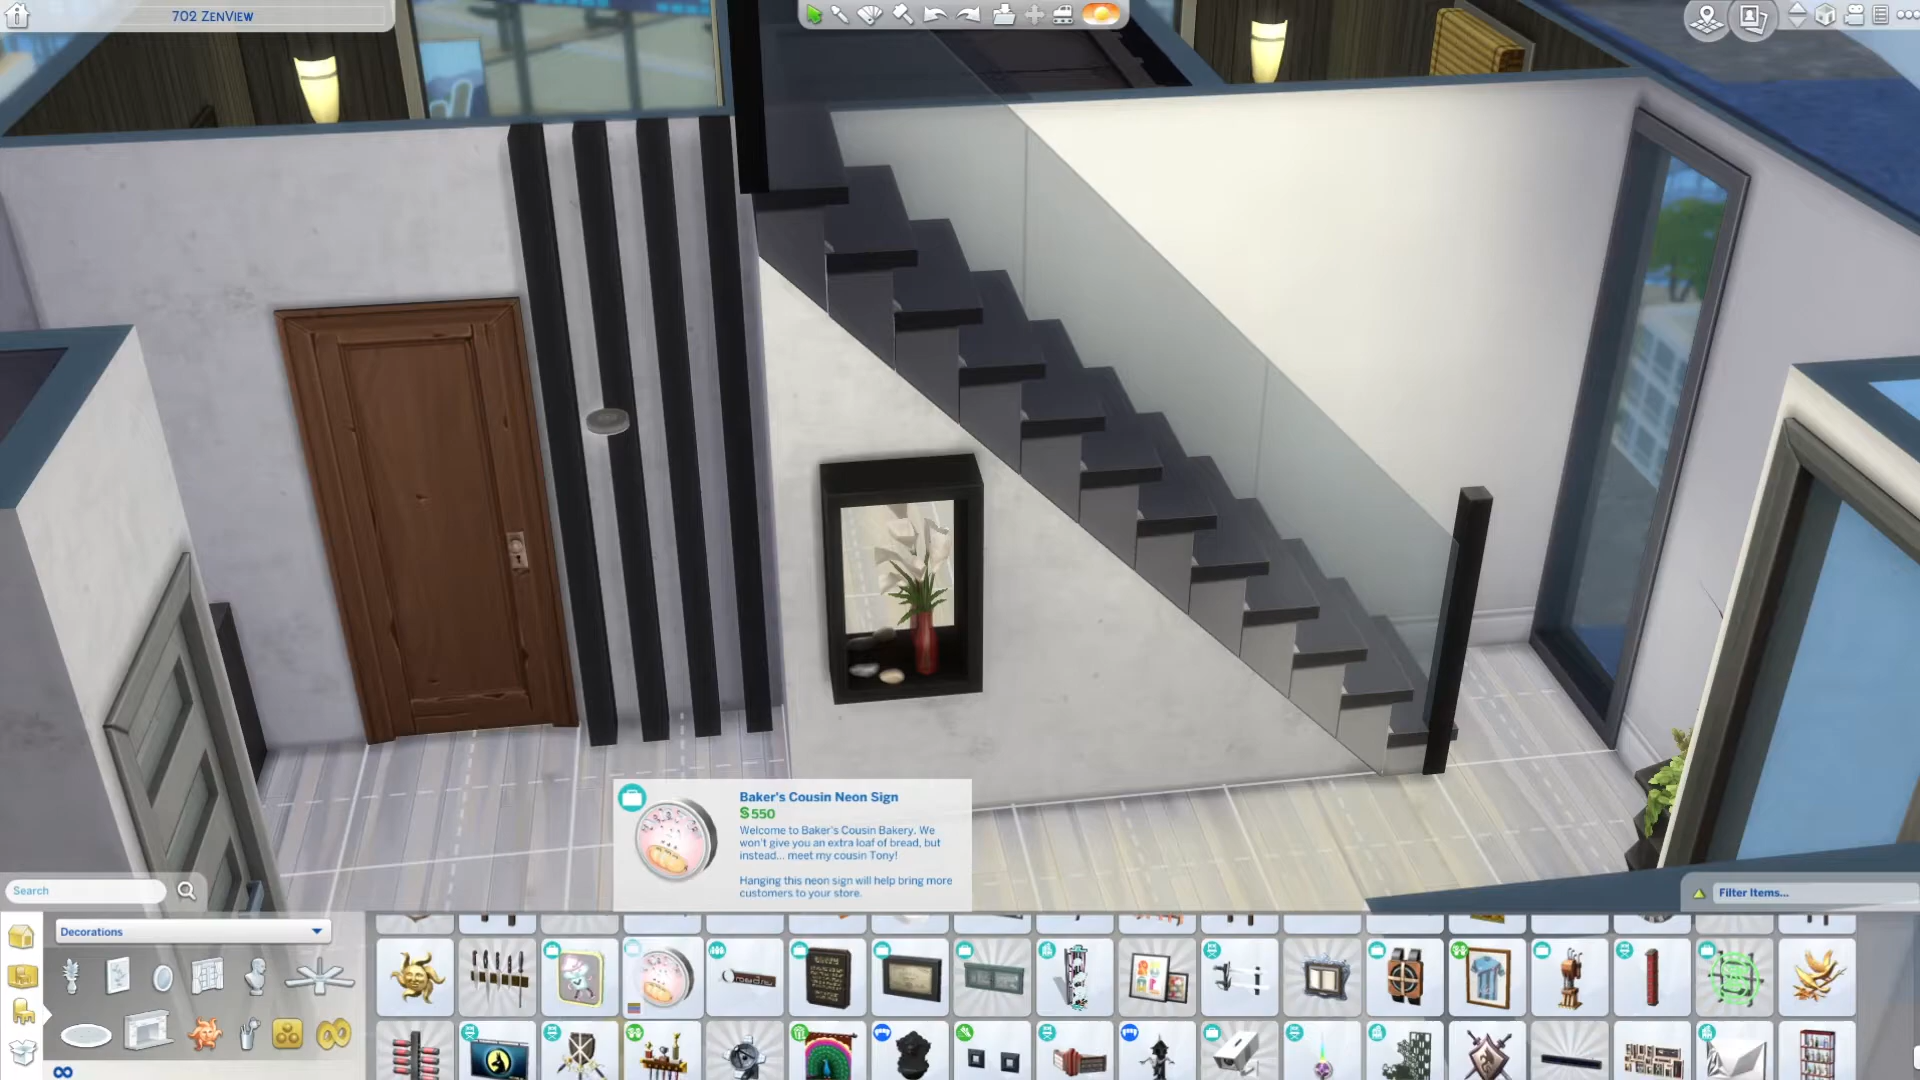 702 ZenView
Baker's Cousin Neon Sign
$550
Welcome to Baker's Cousin Bakery. We
won't give you an extra loaf of bread, but
instead... meet my cousin Tony!
Hanging this neon sign will help bring more
customers to your store.
Search
Filter Items...
Decorations